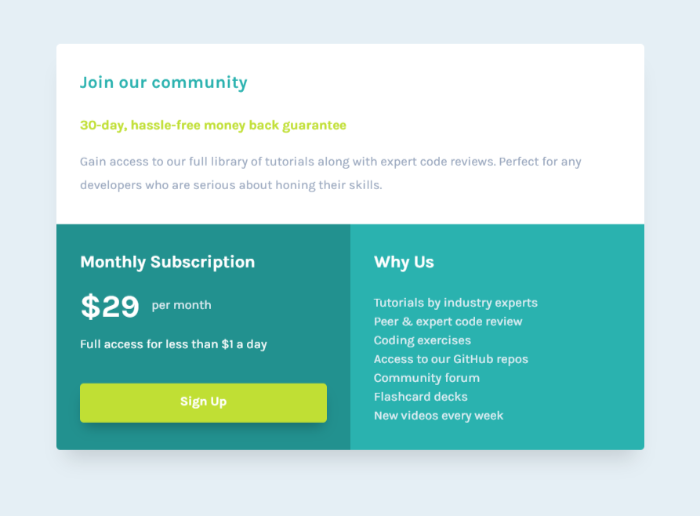 Join our community
30-day, hassle-free money back guarantee
Gain access to our full library of tutorials along with expert code reviews. Perfect for any
developers who are serious about honing their skills.
Monthly Subscription
$29 per month
Full access for less than $1 a day
Sign Up
Why Us
Tutorials by industry experts
Peer & expert code review
Coding exercises
Access to our GitHub repos
Community forum
Flashcard decks
New videos every week